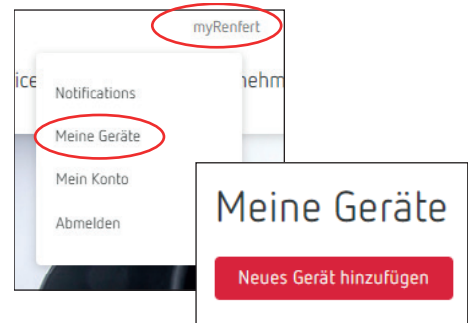 myRenfert
ice
nehm
Notifications
Meine Geräte
Mein Konto
Abmelden
Meine Geräte
Neues Gerät hinzufügen